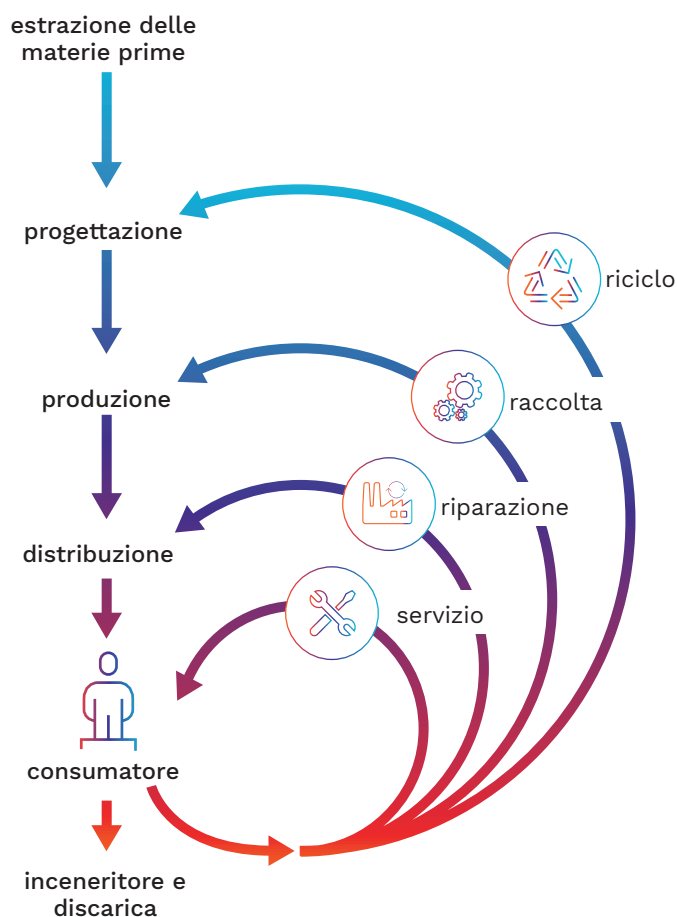 estrazione delle
materie prime
progettazione
riciclo
produzione
raccolta
riparazione
distribuzione
servizio
consumatore
inceneritore e
discarica